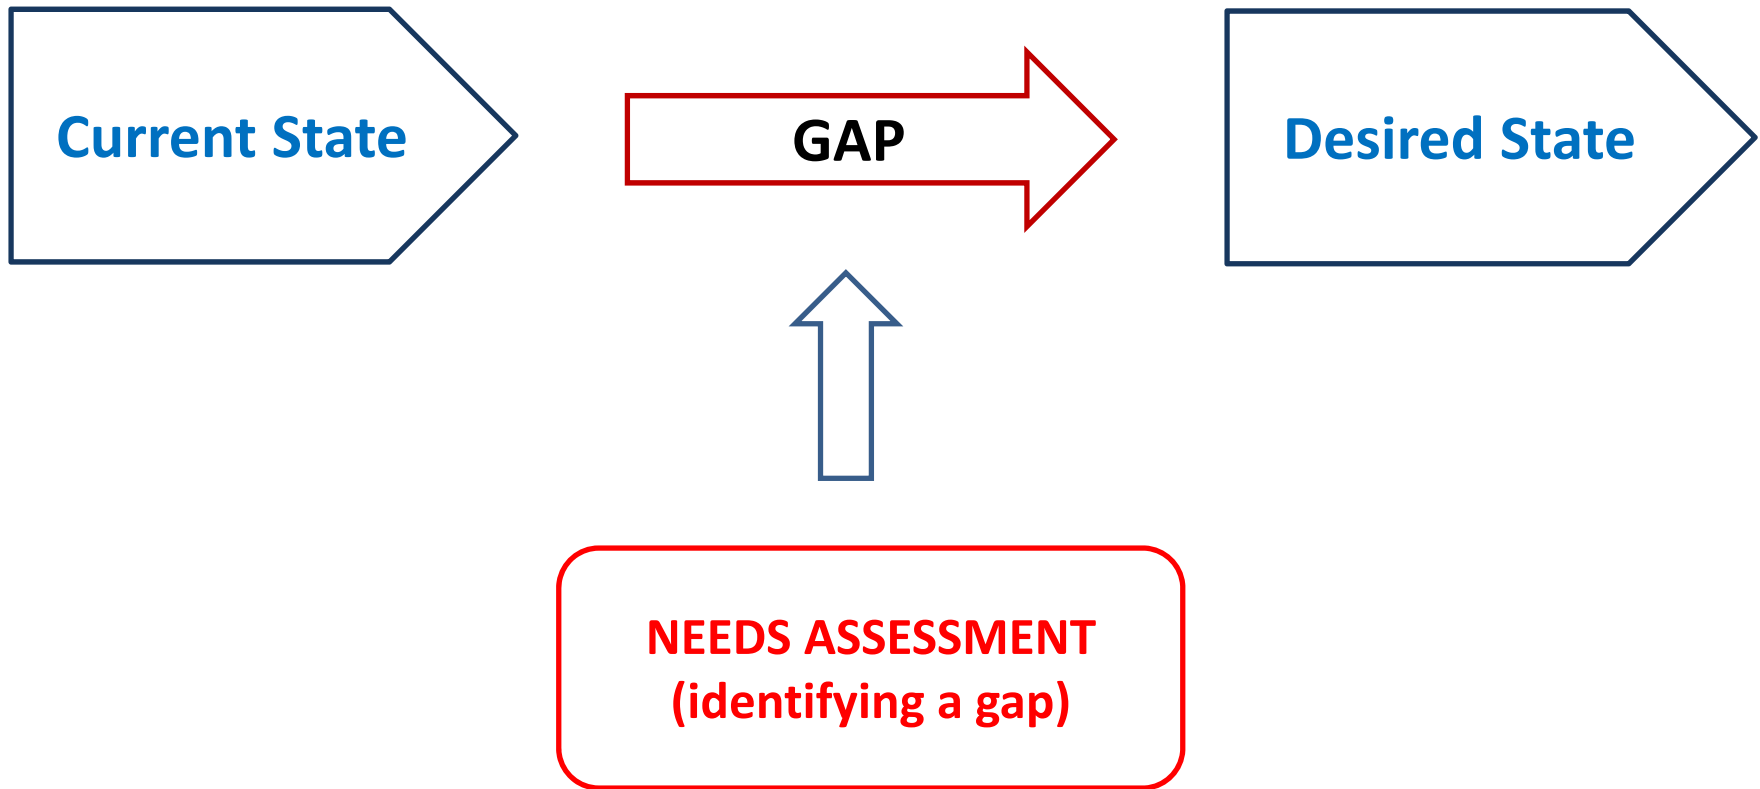 Current State
GAP
Desired State
NEEDS ASSESSMENT
(identifying a gap)